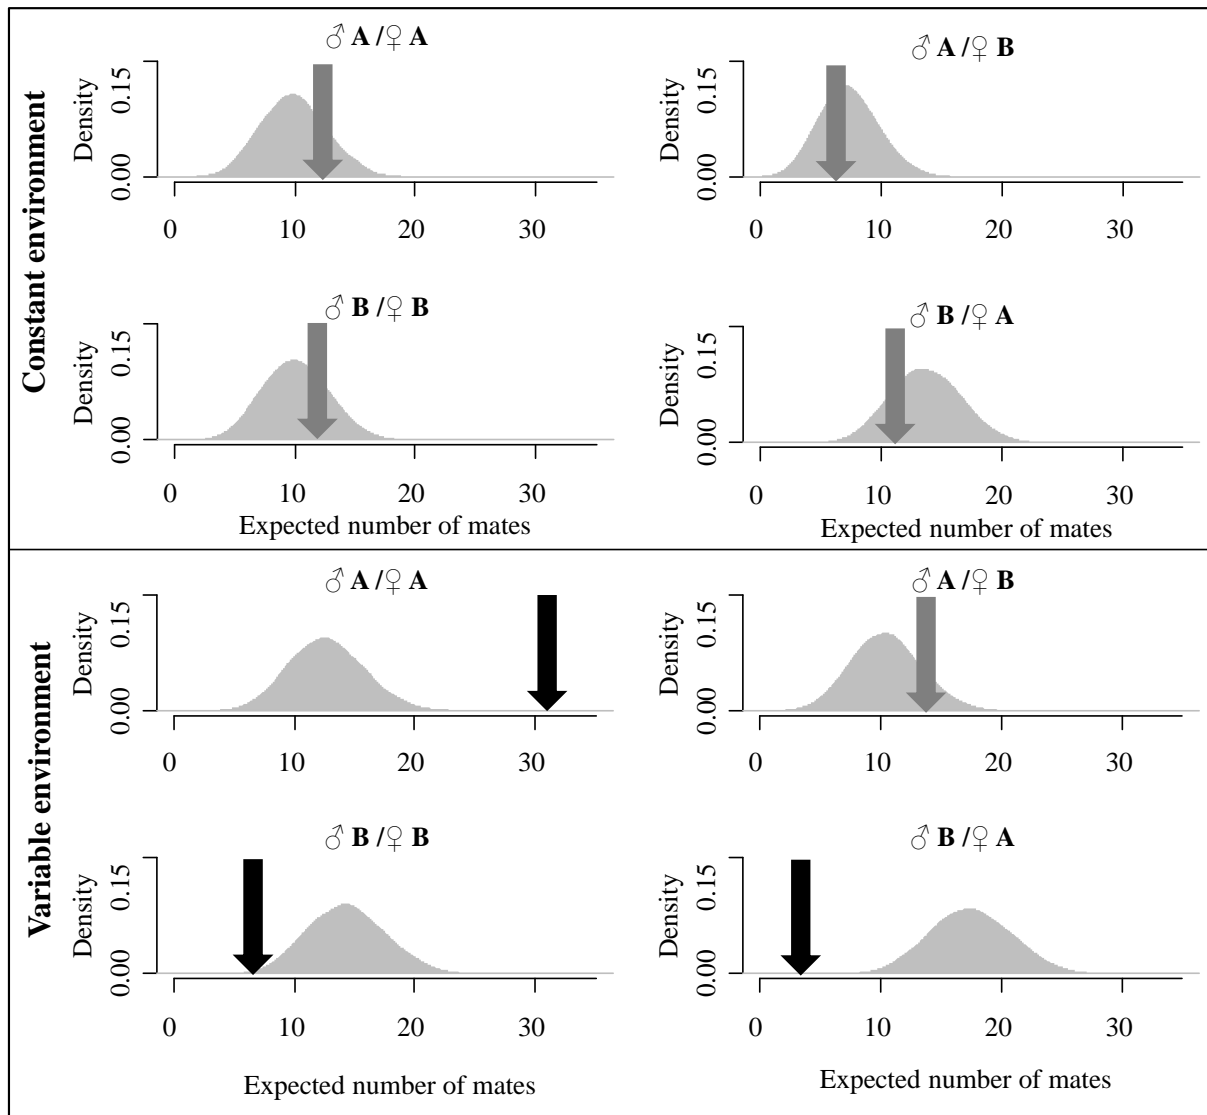 Constant environment
♂ A /♀ A
Density
0.00 0.15
0 10 20 30
♂ A /♀ B
Density
0.00 0.15
0 10 20 30
♂ B /♀ B
Density
0.00 0.15
0 10 20 30
Expected number of mates
♂ B /♀ A
Density
0.00 0.15
0 10 20 30
Expected number of mates
Variable environment
♂ A /♀ A
Density
0.00 0.15
0 10 20 30
♂ A /♀ B
Density
0.00 0.15
0 10 20 30
♂ B /♀ B
Density
0.00 0.15
0 10 20 30
Expected number of mates
♂ B /♀ A
Density
0.00 0.15
0 10 20 30
Expected number of mates